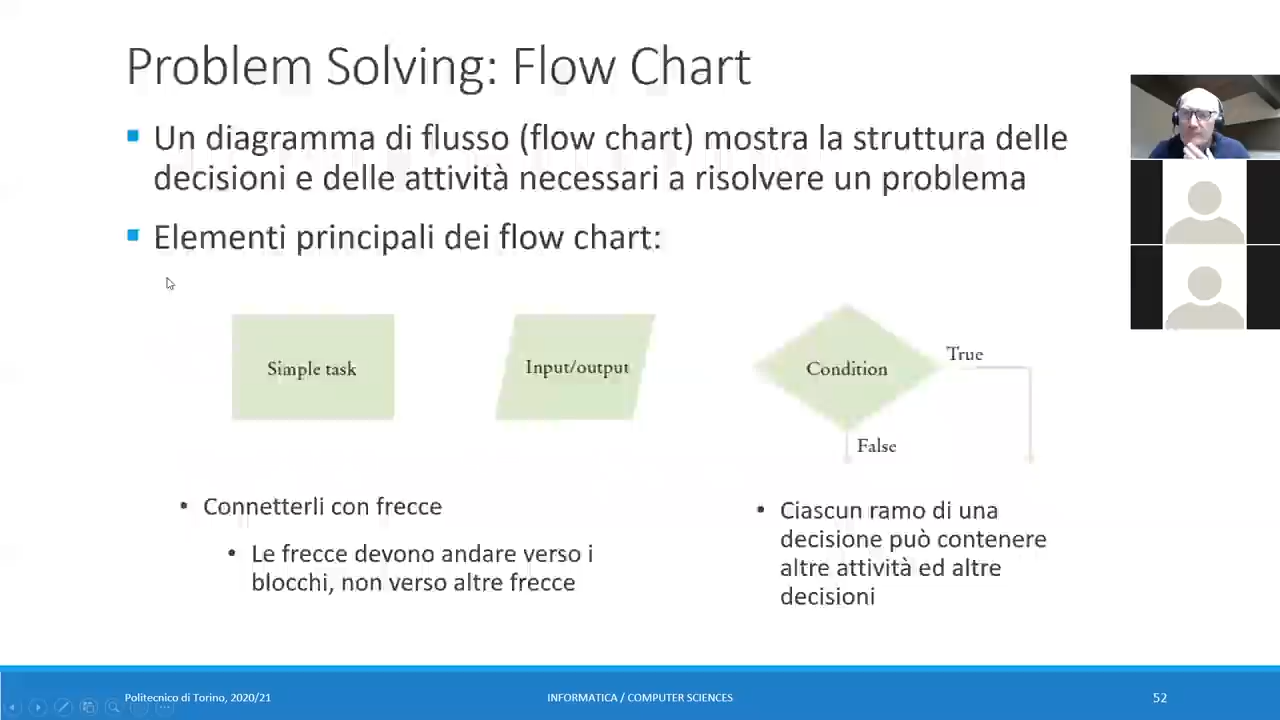 Problem Solving: Flow Chart
Un diagramma di flusso (flow chart) mostra la struttura delle
decisioni e delle attività necessari a risolvere un problema
Elementi principali dei flow chart:
Simple task
Input/output
Condition
True
False
Connetterli con frecce
Le frecce devono andare verso i
blocchi, non verso altre frecce
Ciascun ramo di una
decisione può contenere
altre attività ed altre
decisioni
Politecnico di Torino, 2020/21
INFORMATICA / COMPUTER SCIENCES
52